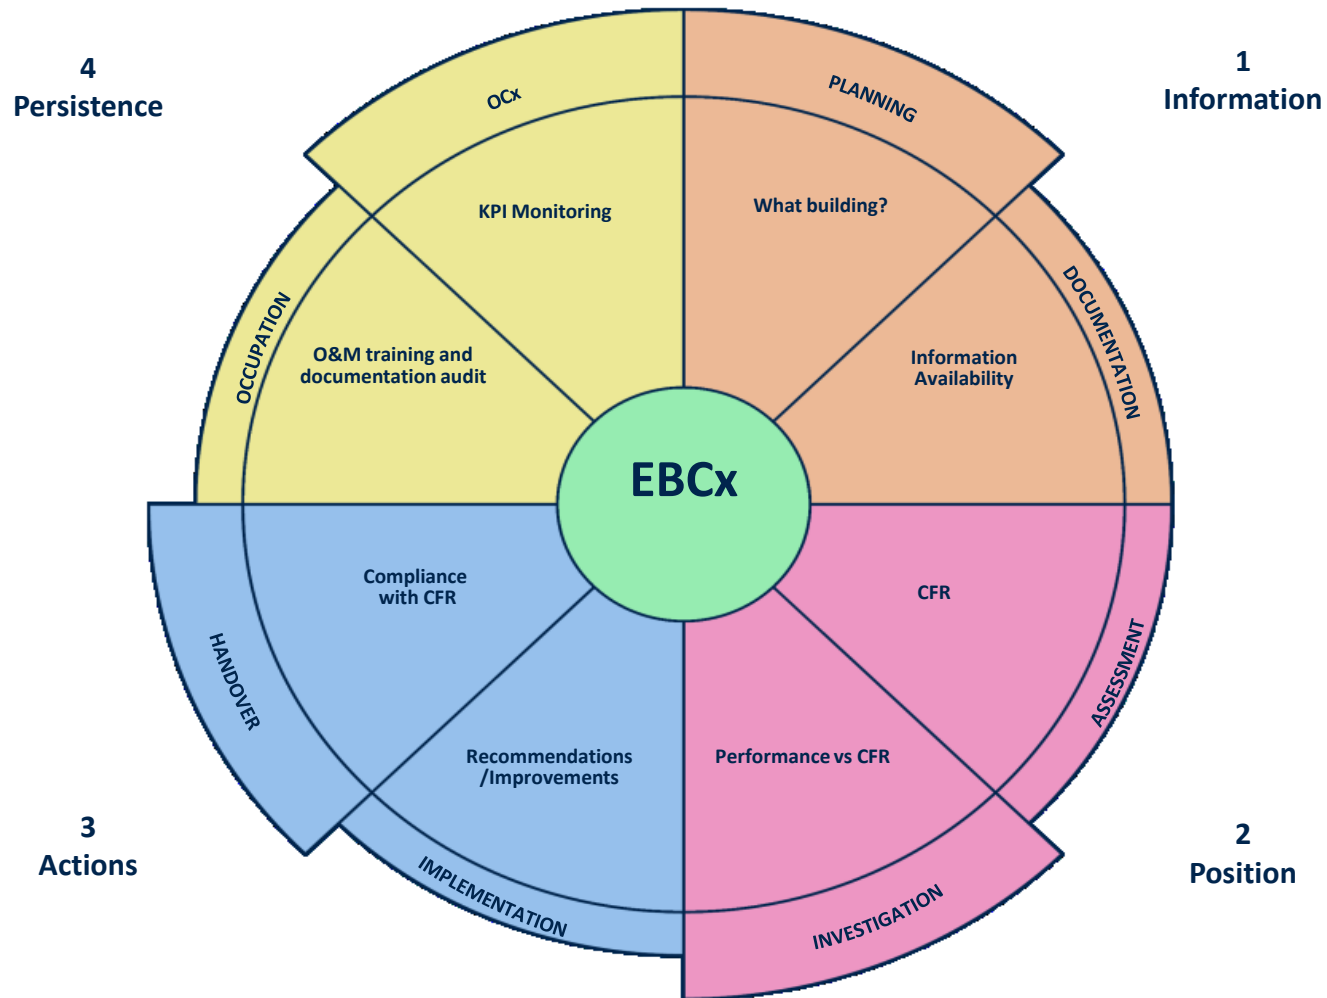 4
Persistence
1
Information
OCx
PLANNING
KPI Monitoring
What building?
OCCUPATION
DOCUMENTATION
O&M training and
documentation audit
Information
Availability
EBCx
Compliance
with CFR
CFR
HANDOVER
ASSESSMENT
Recommendations
/Improvements
Performance vs CFR
3
Actions
2
Position
IMPLEMENTATION
INVESTIGATION